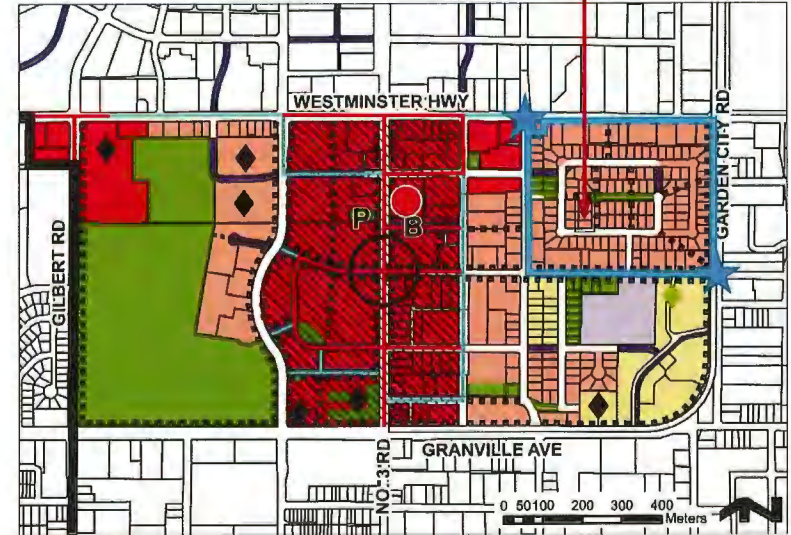 WESTMINSTER HWY
GARDEN CITY RD
P
B
GILBERT RD
NO. 3 RD
GRANVILLE AVE
0 50 100 200 300 400
Meters
N